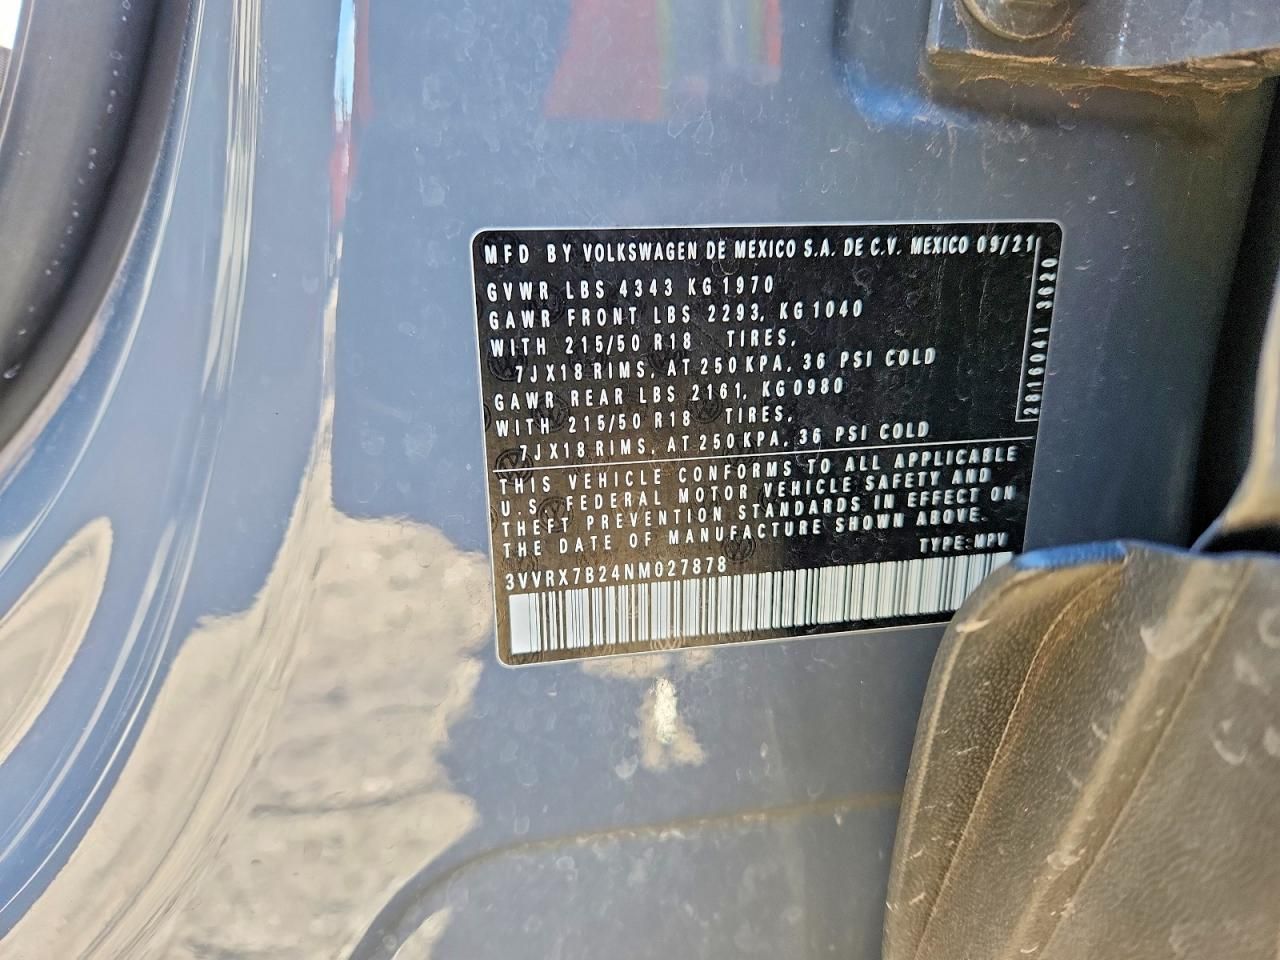 MFD BY VOLKSWAGEN DE MEXICO S.A. DE C.V. MEXICO 09/21
GVWR LBS 4343 KG 1970
GAWR FRONT LBS 2293, KG 1040
WITH 215/50 R18 TIRES,
7JX18 RIMS, AT 250 KPA, 36 PSI COLD
GAWR REAR LBS 2161, KG 0980
WITH 215/50 R18 TIRES,
7JX18 RIMS, AT 250 KPA, 36 PSI COLD
2816041 3620
THIS VEHICLE CONFORMS TO ALL APPLICABLE
U.S. FEDERAL MOTOR VEHICLE SAFETY AND
THEFT PREVENTION STANDARDS IN EFFECT ON
THE DATE OF MANUFACTURE SHOWN ABOVE.
TYPE: MPV
3VVRX7B24NM027878